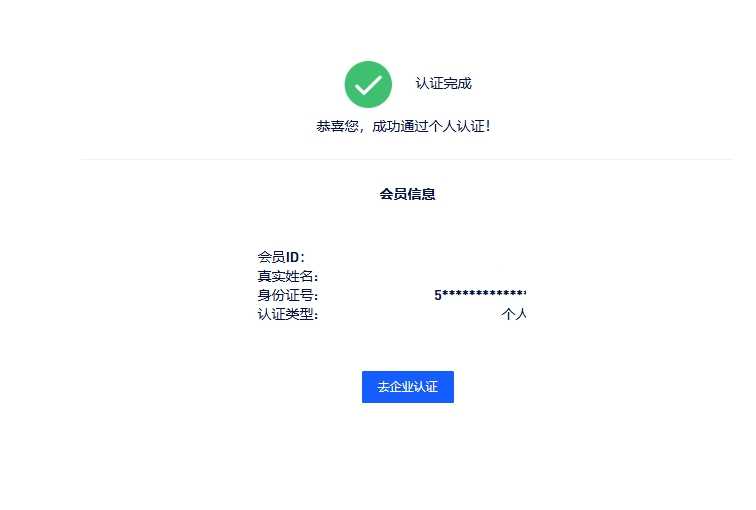 认证完成
恭喜您，成功通过个人认证！
会员信息
会员ID：
真实姓名：
身份证号： 5*************
认证类型： 个人
去企业认证